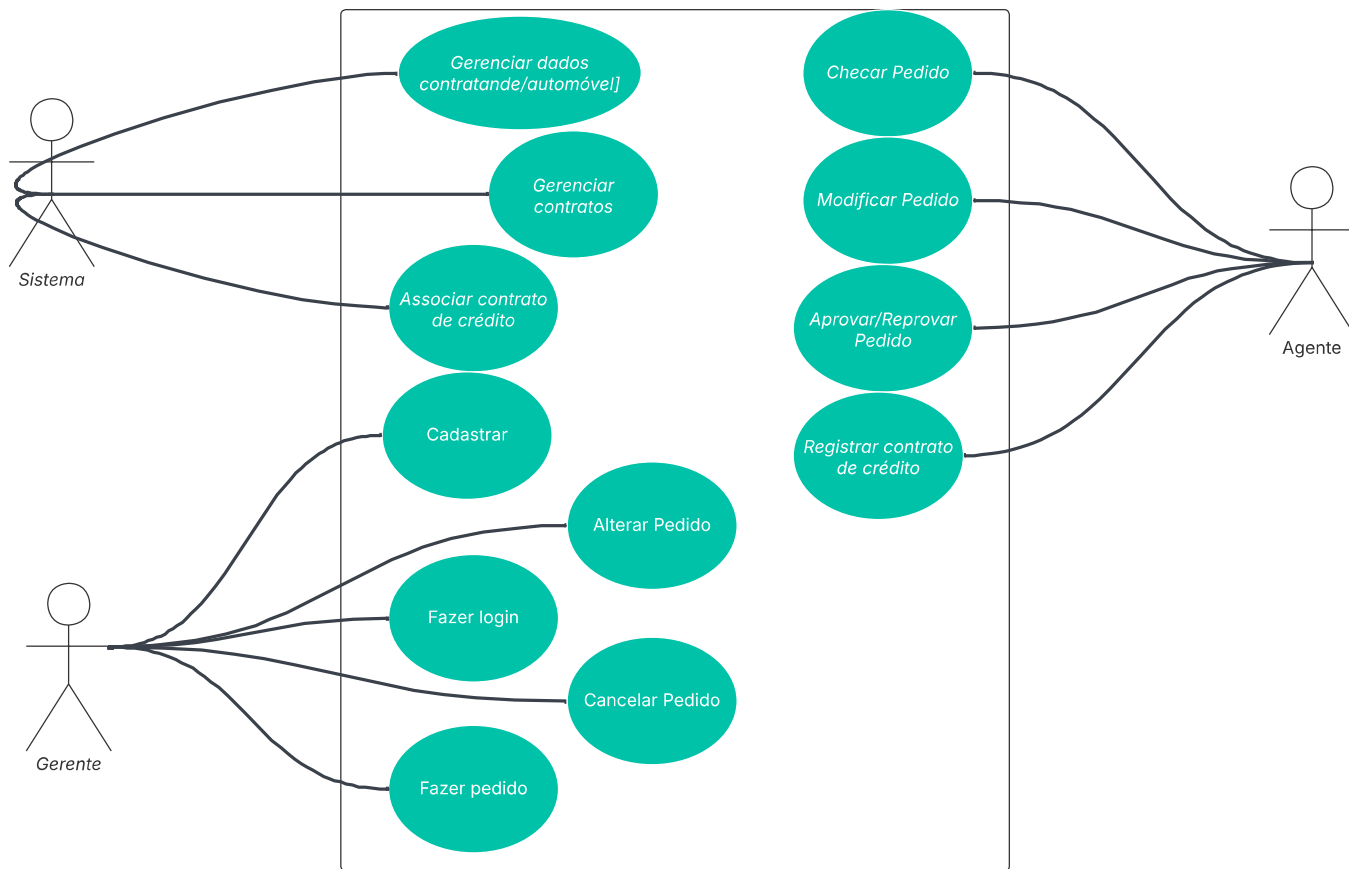 Gerenciar dados
contratande/automóvel]
Checar Pedido
Gerenciar
contratos
Modificar Pedido
Sistema
Associar contrato
de crédito
Aprovar/Reprovar
Pedido
Agente
Cadastrar
Registrar contrato
de crédito
Alterar Pedido
Fazer login
Cancelar Pedido
Gerente
Fazer pedido